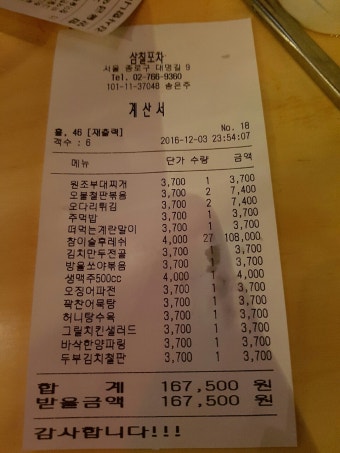 삼칠포차
서울 종로구 대명길 9
Tel. 02-766-9360
101-11-37048 송은주
계산서
홀, 46 [재출력] No. 18
객수 : 6 2016-12-03 23:54:07
메뉴 단가 수량 금액
원조부대찌개 3,700 1 3,700
오불철판볶음 3,700 2 7,400
오다리튀김 3,700 2 7,400
주먹밥 3,700 1 3,700
떠먹는계란말이 3,700 1 3,700
참이슬후레쉬 4,000 27 108,000
김치만두전골 3,700 1 3,700
방울쏘야볶음 3,700 1 3,700
생맥주500cc 4,000 1 4,000
오징어파전 3,700 1 3,700
꽉찬어묵탕 3,700 1 3,700
허니탕수육 3,700 1 3,700
그릴치킨샐러드 3,700 1 3,700
바삭한양파링 3,700 1 3,700
두부김치철판 3,700 1 3,700
합 계 167,500 원
받을금액 167,500 원
감사합니다!!!